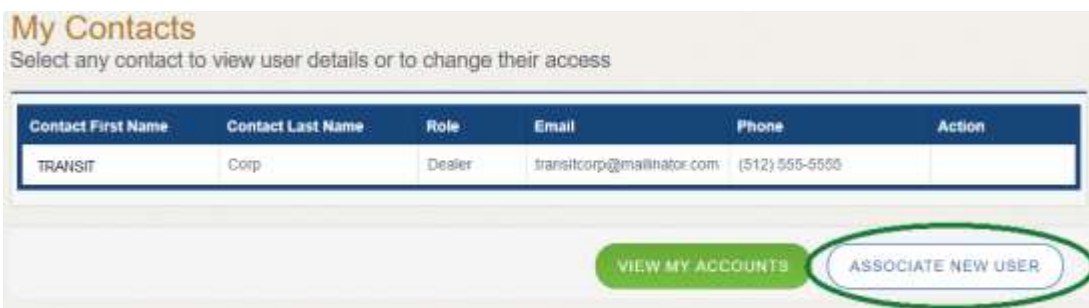 My Contacts
Select any contact to view user details or to change their access
Contact First Name Contact Last Name Role Email Phone Action
TRANSIT Corp Dealer transitcorp@mailinator.com (512) 555-5555
VIEW MY ACCOUNTS ASSOCIATE NEW USER